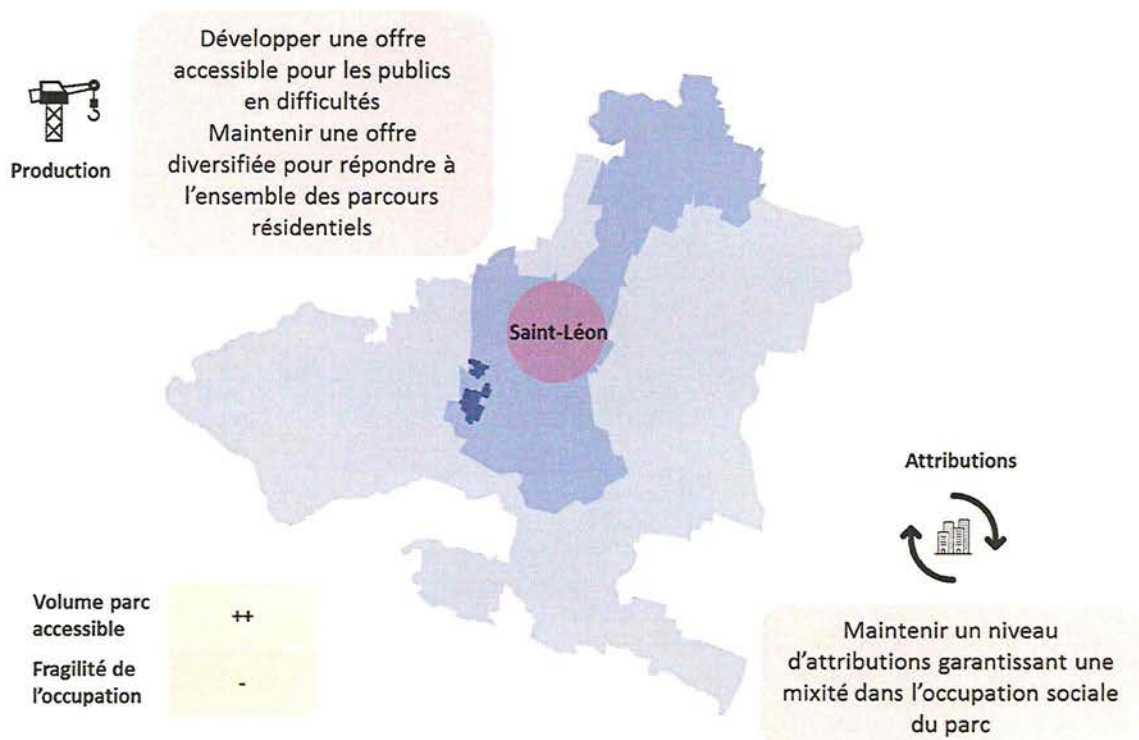 Développer une offre
accessible pour les publics
en difficultés
Maintenir une offre
diversifiée pour répondre à
l'ensemble des parcours
résidentiels
Production
Saint-Léon
Attributions
Volume parc
accessible
++
Fragilité de
l'occupation
-
Maintenir un niveau
d'attributions garantissant une
mixité dans l'occupation sociale
du parc